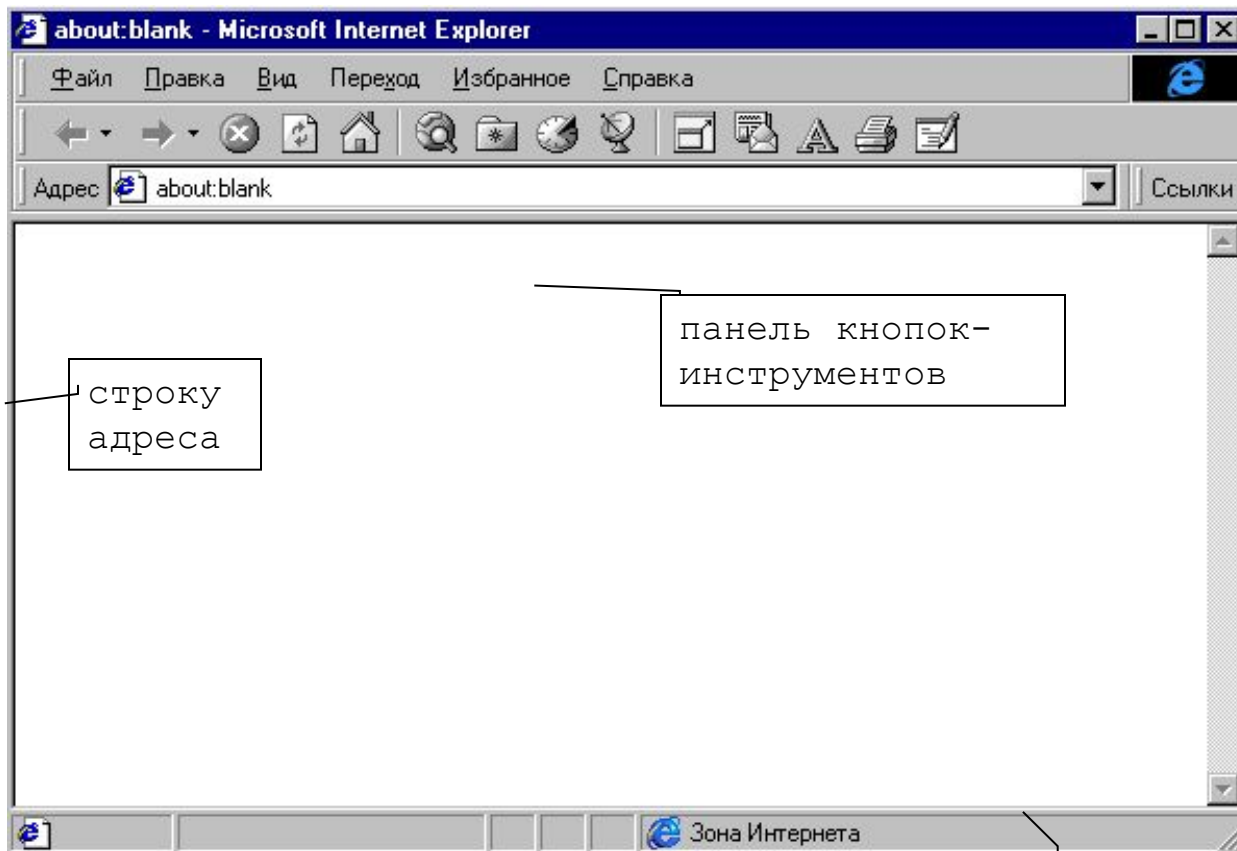 about:blank - Microsoft Internet Explorer
Файл Правка Вид Переход Избранное Справка
Адрес about:blank Ссылки
панель кнопок-
инструментов
строку
адреса
Зона Интернета